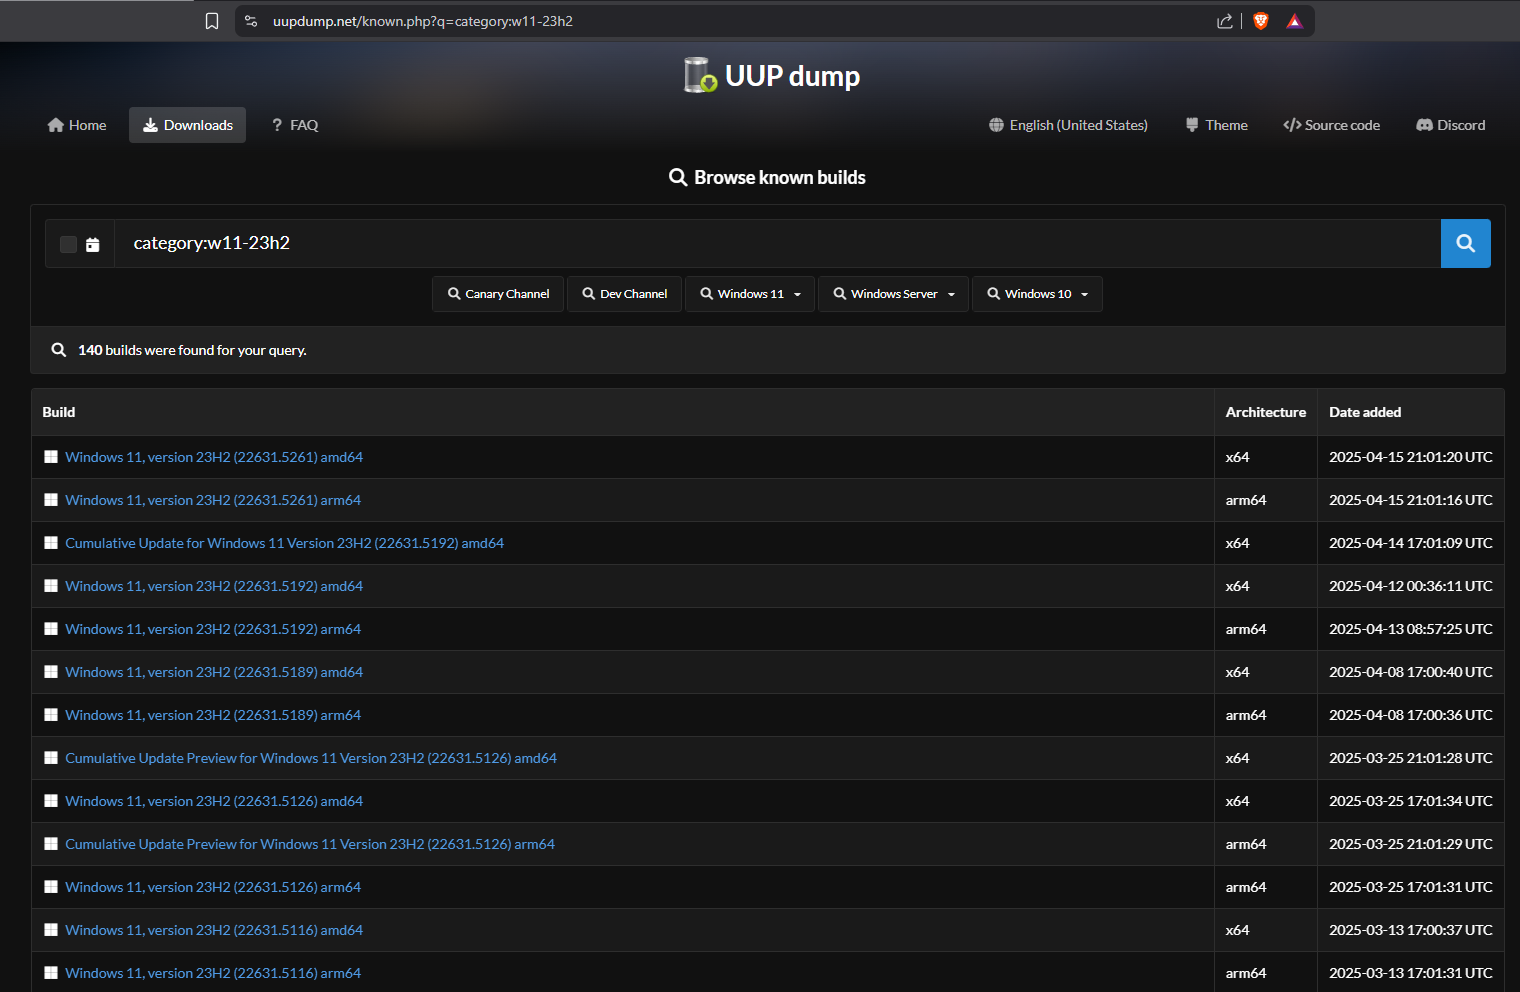 uupdump.net/known.php?q=category:w11-23h2
UUP dump
Home Downloads ? FAQ English (United States) Theme </> Source code Discord
Browse known builds
category:w11-23h2
Canary Channel Dev Channel Windows 11 Windows Server Windows 10
140 builds were found for your query.
Build Architecture Date added
Windows 11, version 23H2 (22631.5261) amd64 x64 2025-04-15 21:01:20 UTC
Windows 11, version 23H2 (22631.5261) arm64 arm64 2025-04-15 21:01:16 UTC
Cumulative Update for Windows 11 Version 23H2 (22631.5192) amd64 x64 2025-04-14 17:01:09 UTC
Windows 11, version 23H2 (22631.5192) amd64 x64 2025-04-12 00:36:11 UTC
Windows 11, version 23H2 (22631.5192) arm64 arm64 2025-04-13 08:57:25 UTC
Windows 11, version 23H2 (22631.5189) amd64 x64 2025-04-08 17:00:40 UTC
Windows 11, version 23H2 (22631.5189) arm64 arm64 2025-04-08 17:00:36 UTC
Cumulative Update Preview for Windows 11 Version 23H2 (22631.5126) amd64 x64 2025-03-25 21:01:28 UTC
Windows 11, version 23H2 (22631.5126) amd64 x64 2025-03-25 17:01:34 UTC
Cumulative Update Preview for Windows 11 Version 23H2 (22631.5126) arm64 arm64 2025-03-25 21:01:29 UTC
Windows 11, version 23H2 (22631.5126) arm64 arm64 2025-03-25 17:01:31 UTC
Windows 11, version 23H2 (22631.5116) amd64 x64 2025-03-13 17:00:37 UTC
Windows 11, version 23H2 (22631.5116) arm64 arm64 2025-03-13 17:01:31 UTC